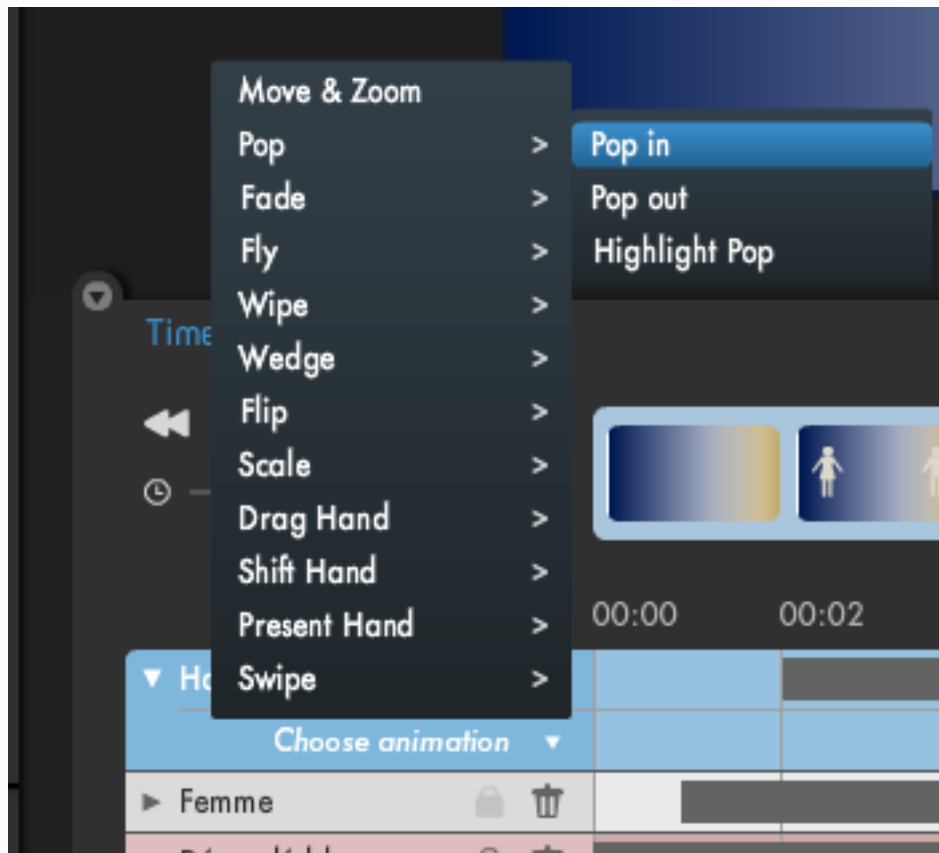 Move & Zoom
Pop >
Pop in
Fade >
Pop out
Fly >
Highlight Pop
Wipe >
Wedge >
Flip >
Scale >
Drag Hand >
Shift Hand >
Present Hand >
00:00 00:02
Swipe >
Choose animation
Femme